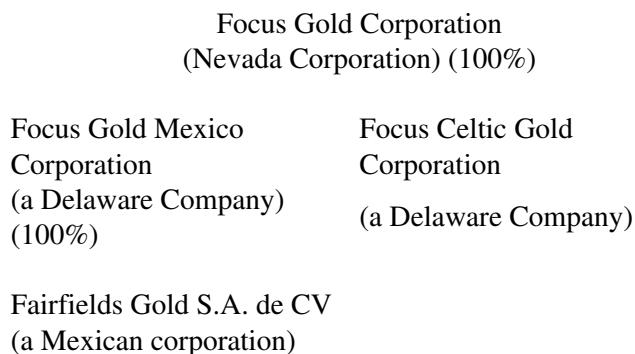 Focus Gold Corporation
(Nevada Corporation) (100%)
Focus Gold Mexico
Corporation
(a Delaware Company)
(100%)
Focus Celtic Gold
Corporation
(a Delaware Company)
Fairfields Gold S.A. de CV
(a Mexican corporation)